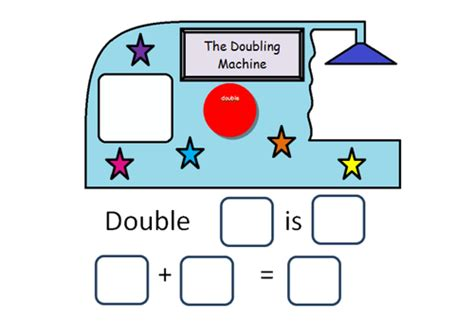 The Doubling
Machine
double
Double is
+ =